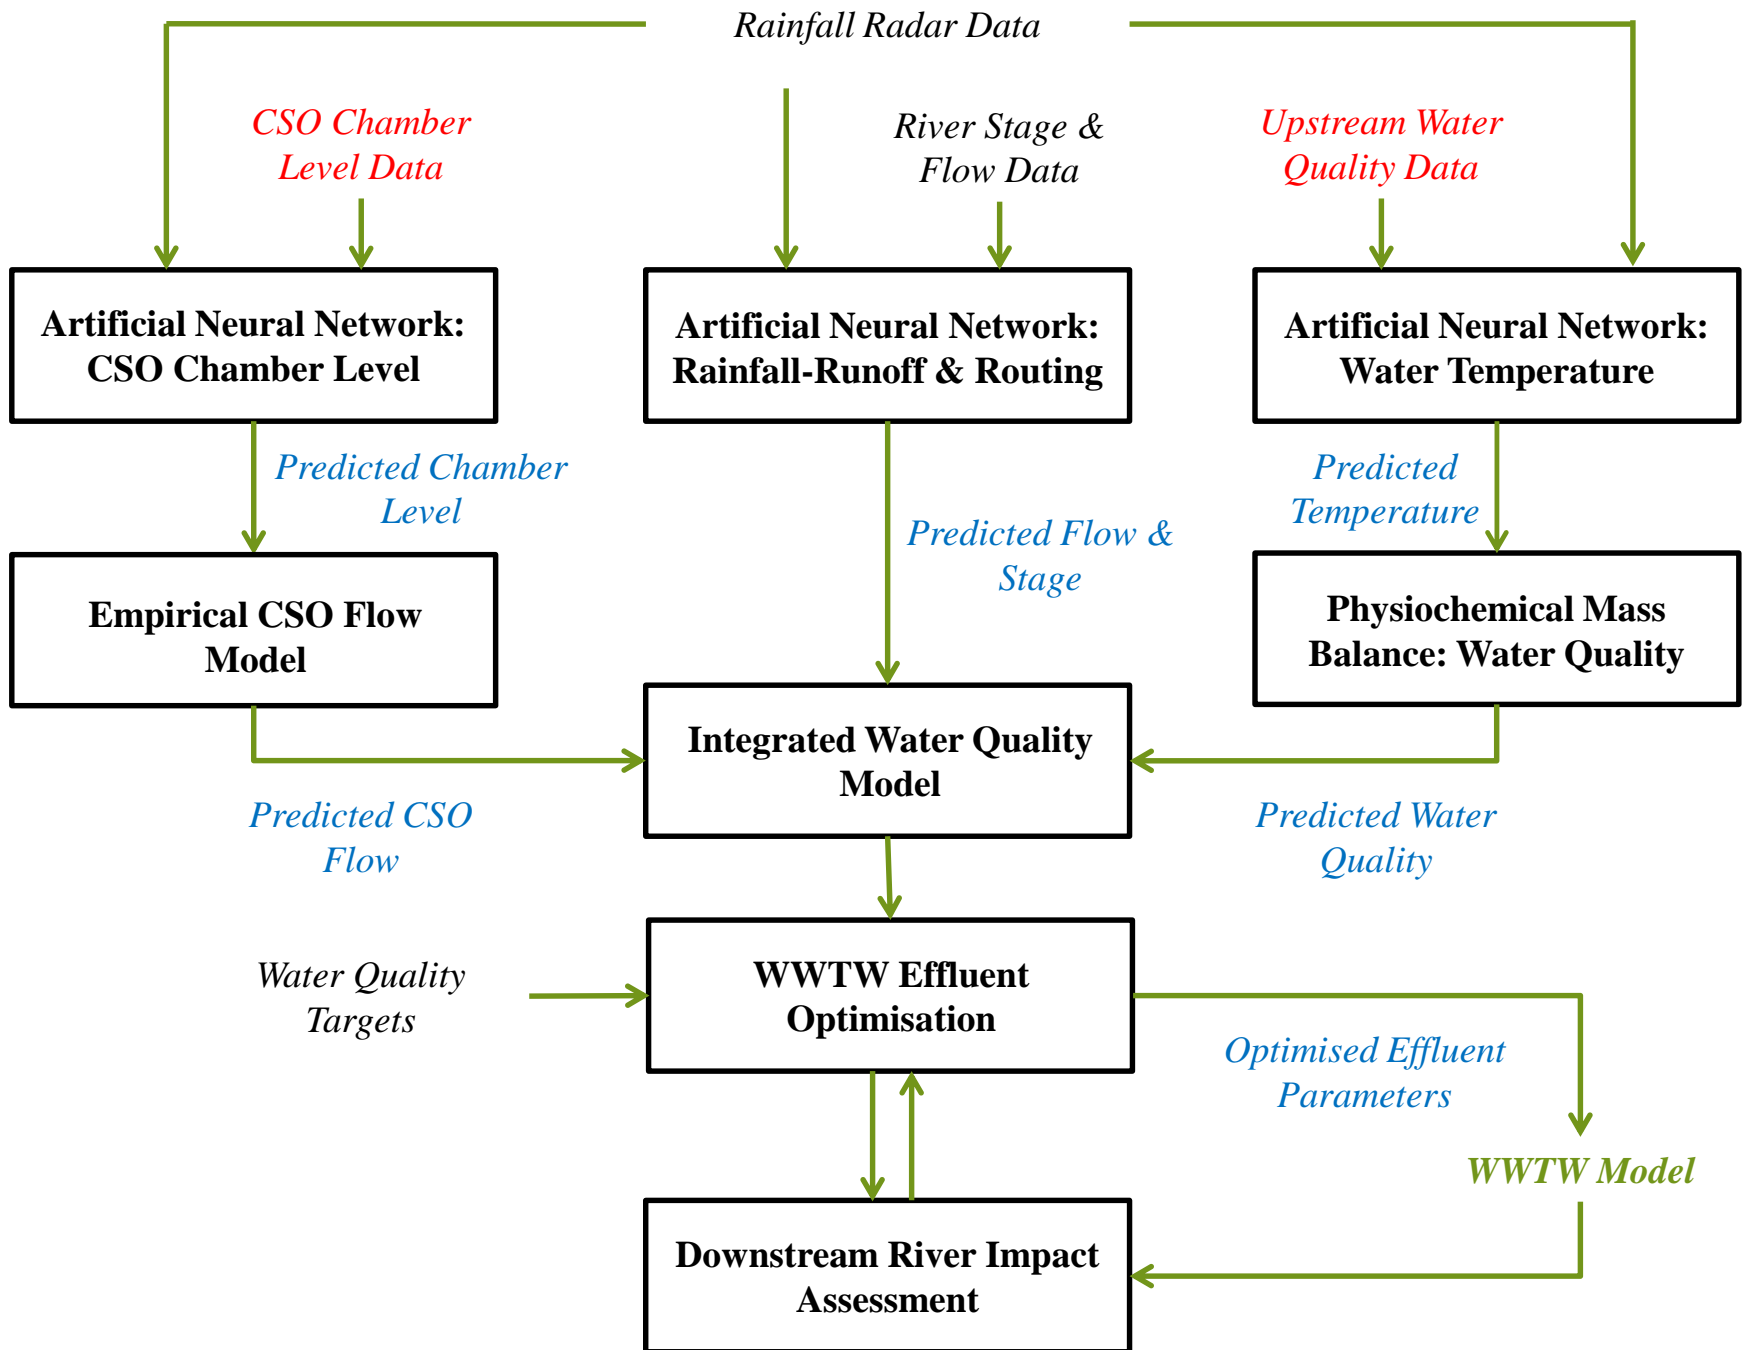 Rainfall Radar Data
CSO Chamber
Level Data
River Stage &
Flow Data
Upstream Water
Quality Data
Artificial Neural Network:
CSO Chamber Level
Artificial Neural Network:
Rainfall-Runoff & Routing
Artificial Neural Network:
Water Temperature
Predicted Chamber
Level
Predicted Flow &
Stage
Predicted
Temperature
Empirical CSO Flow
Model
Physiochemical Mass
Balance: Water Quality
Integrated Water Quality
Model
Predicted CSO
Flow
Predicted Water
Quality
Water Quality
Targets
WWTW Effluent
Optimisation
Optimised Effluent
Parameters
WWTW Model
Downstream River Impact
Assessment